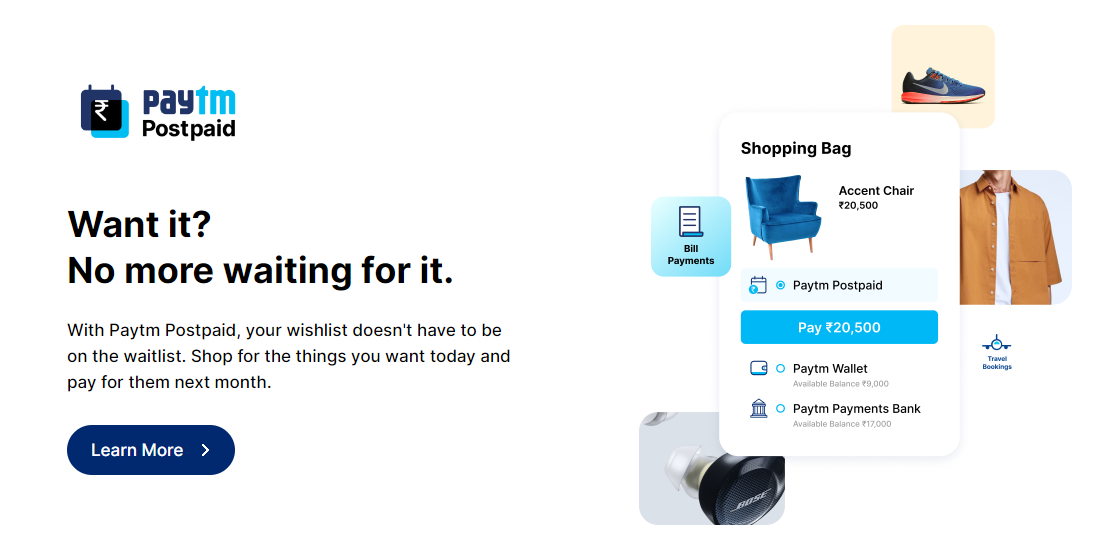 ₹
paytm
Postpaid
Want it?
No more waiting for it.
With Paytm Postpaid, your wishlist doesn't have to be
on the waitlist. Shop for the things you want today and
pay for them next month.
Learn More
Bill
Payments
Shopping Bag
Accent Chair
₹20,500
₹
Paytm Postpaid
Pay ₹20,500
Paytm Wallet
Available Balance ₹9,000
Paytm Payments Bank
Available Balance ₹17,000
Travel
Bookings
BOSE